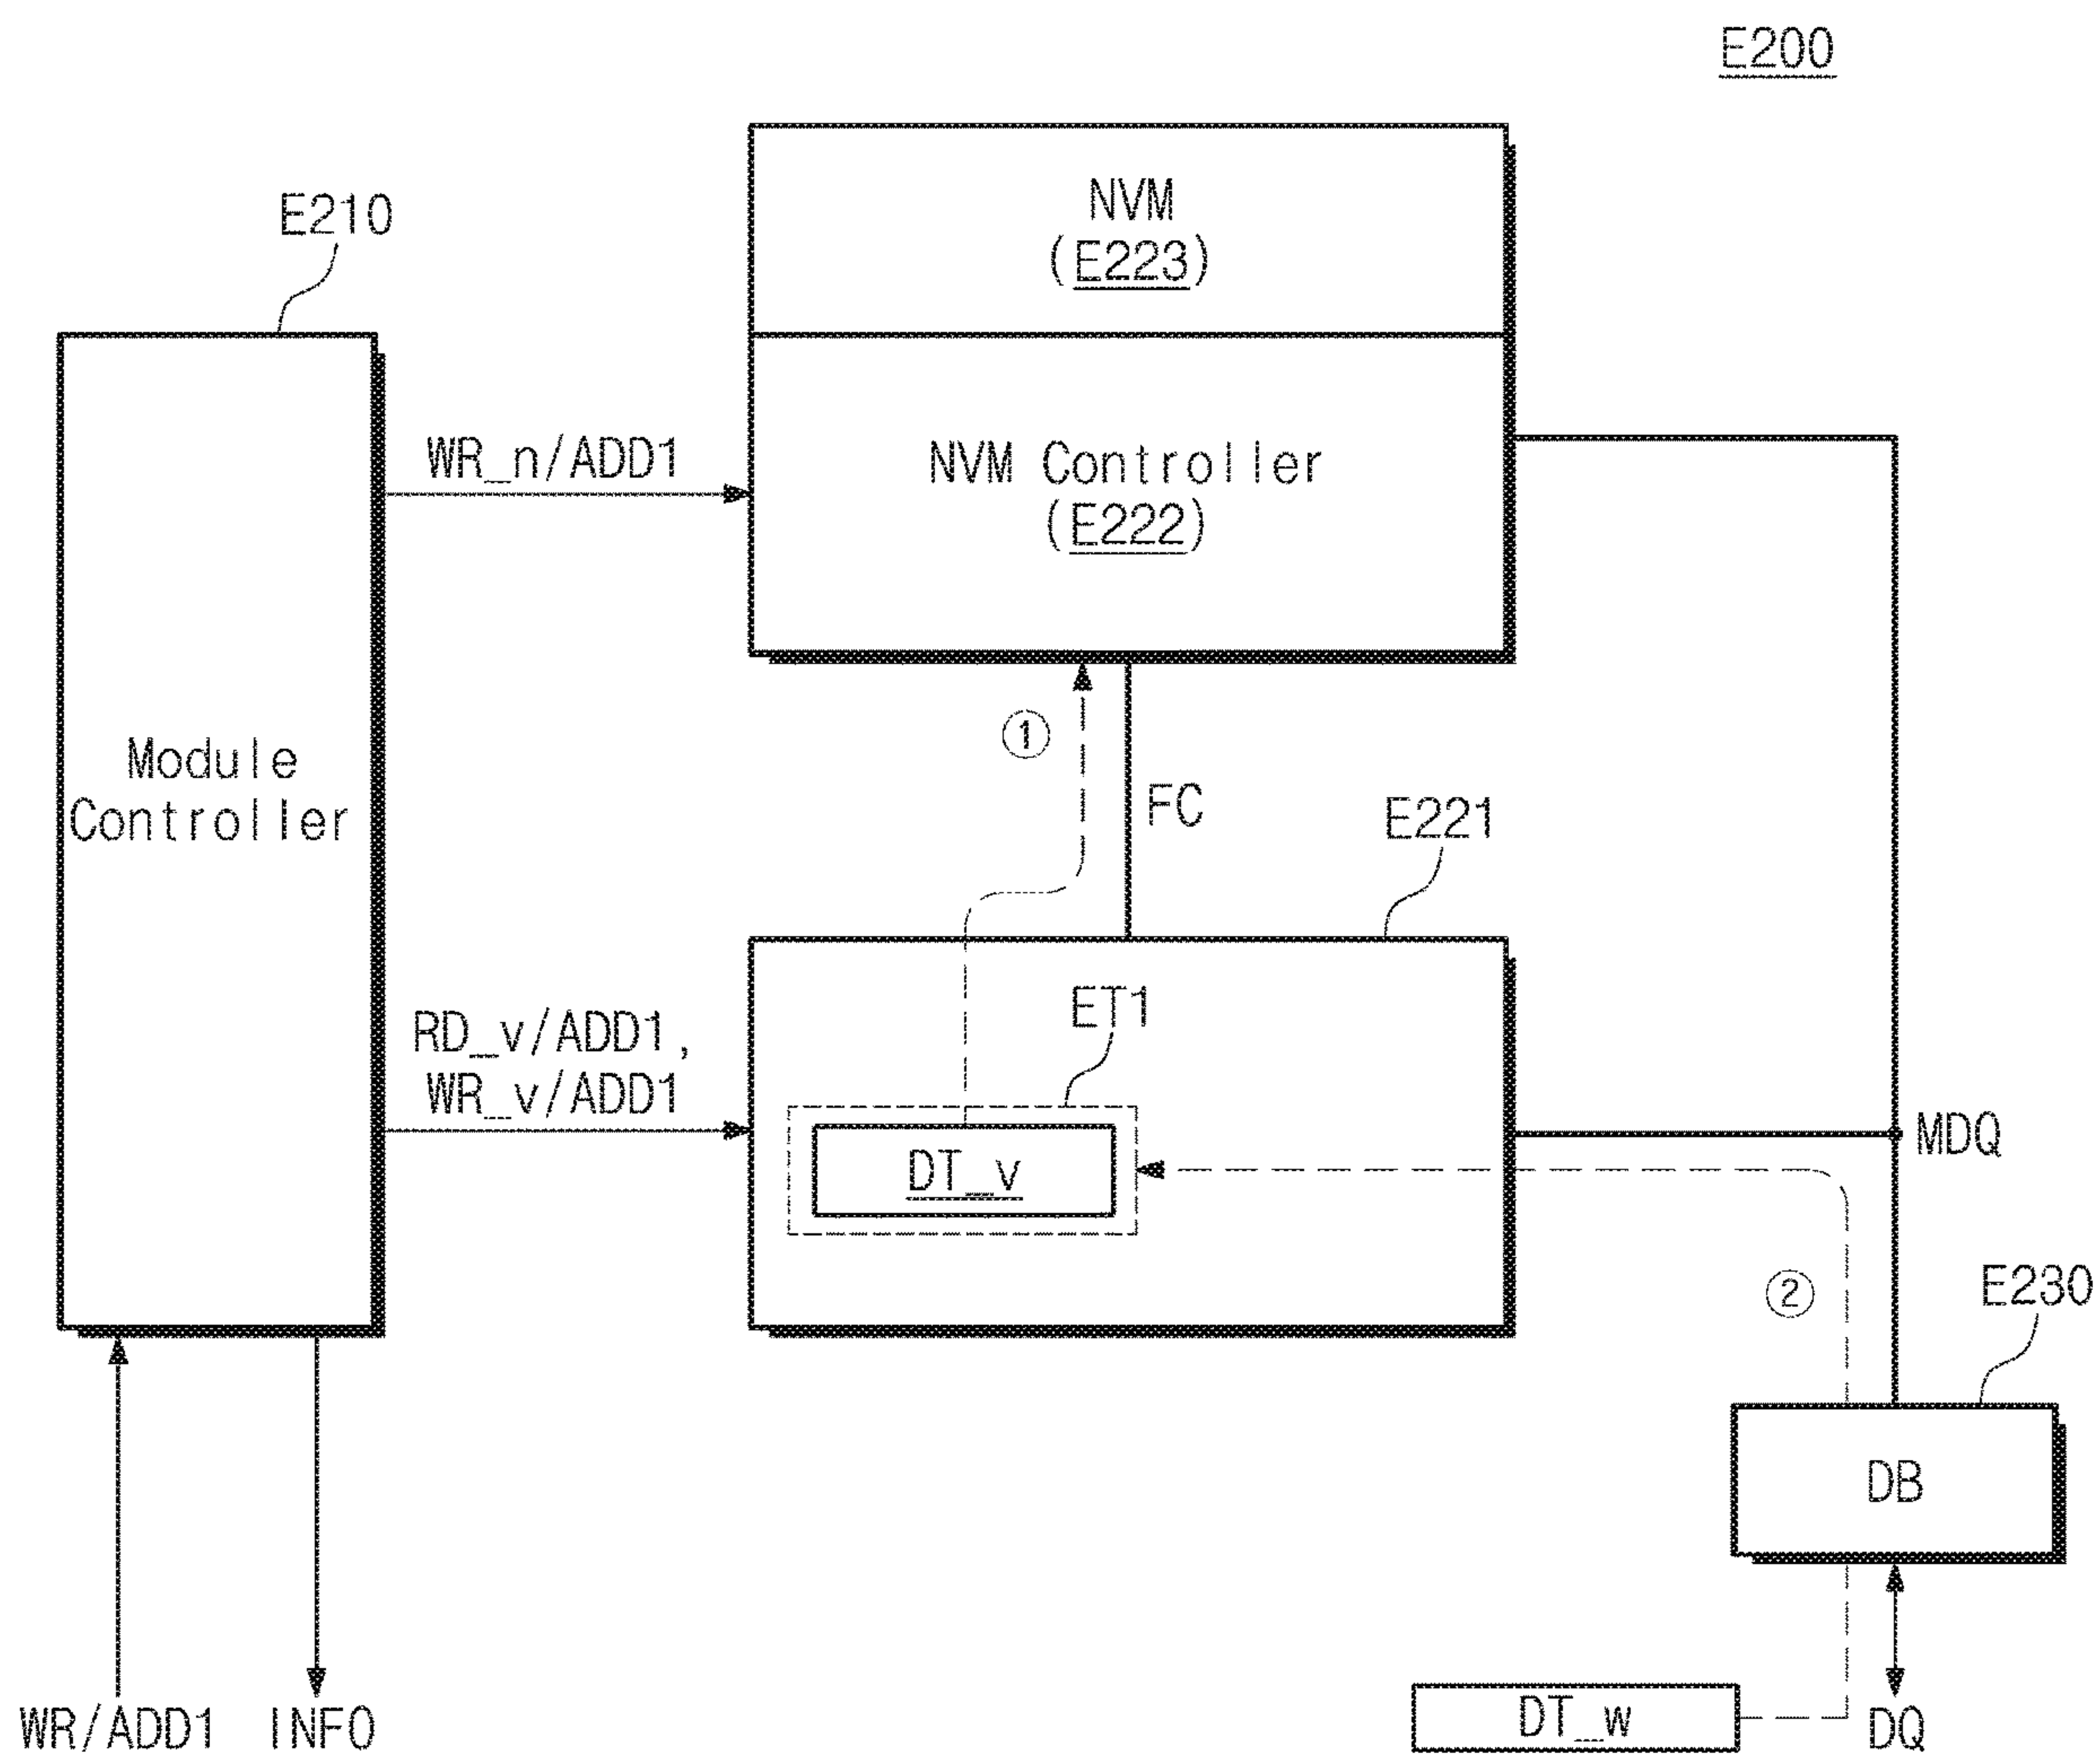 E200
NVM
(E223)
E210
WR_n/ADD1
NVM Controller
(E222)
①
Module
Controller
FC
E221
ET1
RD_v/ADD1,
WR_v/ADD1
DT_v
MDQ
②
E230
DB
WR/ADD1
INFO
DT_w
DQ